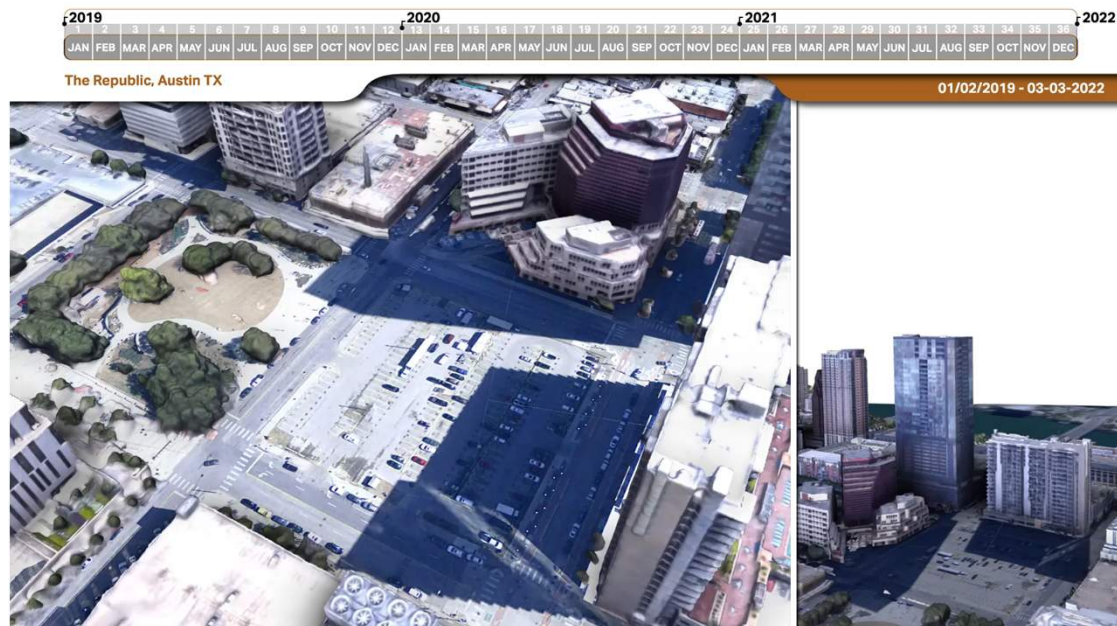 2019 2020 2021 2022
1 2 3 4 5 6 7 8 9 10 11 12 13 14 15 16 17 18 19 20 21 22 23 24 25 26 27 28 29 30 31 32 33 34 35 36
JAN FEB MAR APR MAY JUN JUL AUG SEP OCT NOV DEC JAN FEB MAR APR MAY JUN JUL AUG SEP OCT NOV DEC JAN FEB MAR APR MAY JUN JUL AUG SEP OCT NOV DEC
The Republic, Austin TX
01/02/2019 - 03-03-2022